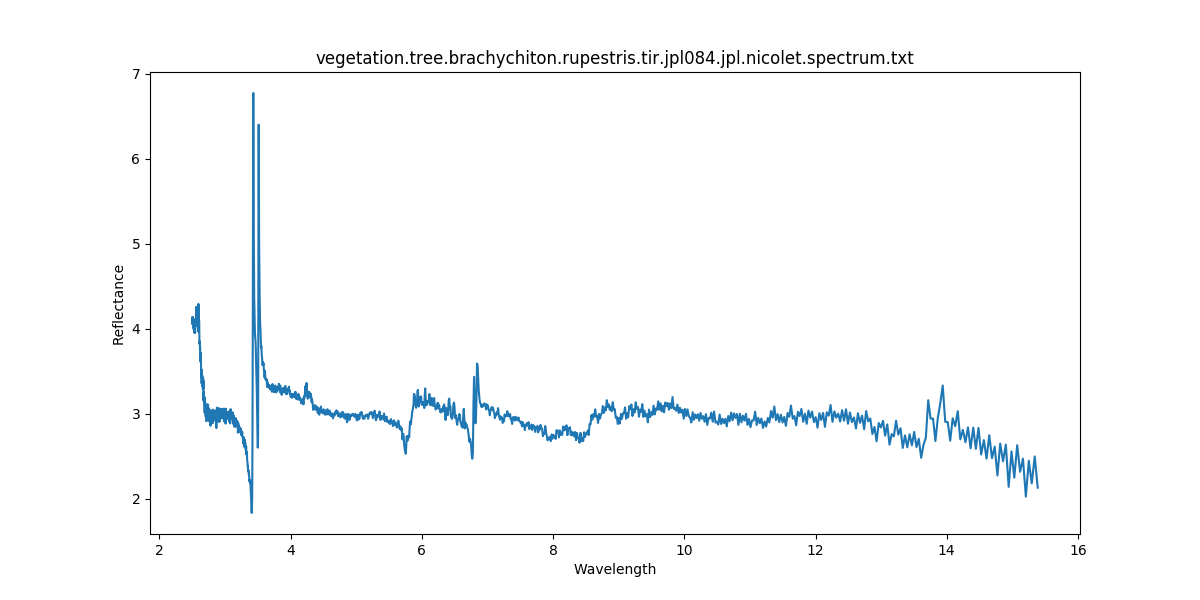 vegetation.tree.brachychiton.rupestris.tir.jpl084.jpl.nicolet.spectrum.txt
7
6
5
4
3
2
Reflectance
2 4 6 8 10 12 14 16
Wavelength